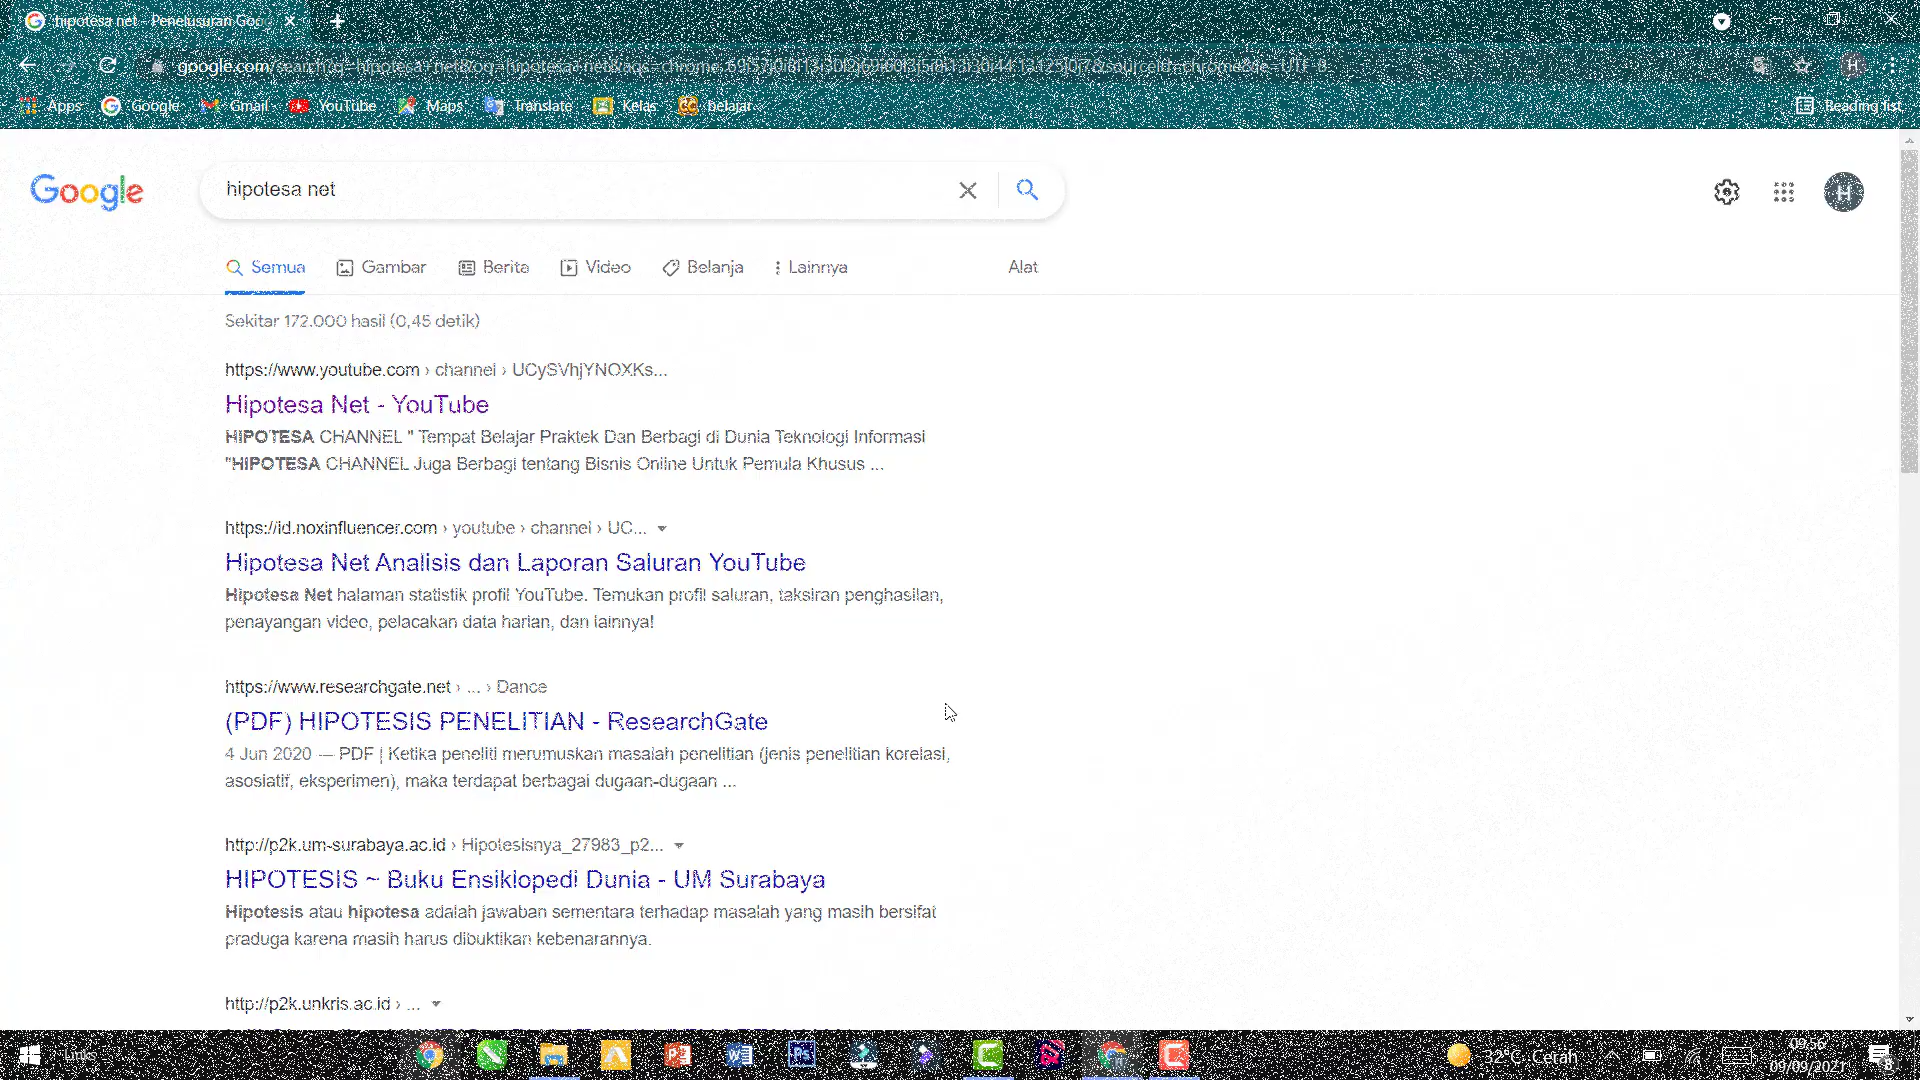 hipotesa net - Penelusuran Goo
google.com
Apps Google Gmail YouTube Maps Translate Kelas belajar Reading list
Google hipotesa net H
Semua Gambar Berita Video Belanja Lainnya Alat
Sekitar 172.000 hasil (0,45 detik)
https://www.youtube.com › channel › UCySVhjYNOXKs...
Hipotesa Net - YouTube
HIPOTESA CHANNEL " Tempat Belajar Praktek Dan Berbagi di Dunia Teknologi Informasi
"HIPOTESA CHANNEL Juga Berbagi tentang Bisnis Online Untuk Pemula Khusus ...
https://id.noxinfluencer.com › youtube › channel › UC...
Hipotesa Net Analisis dan Laporan Saluran YouTube
Hipotesa Net halaman statistik profil YouTube. Temukan profil saluran, taksiran penghasilan,
penayangan video, pelacakan data harian, dan lainnya!
https://www.researchgate.net › ... › Dance
(PDF) HIPOTESIS PENELITIAN - ResearchGate
4 Jun 2020 — PDF | Ketika peneliti merumuskan masalah penelitian (jenis penelitian korelasi,
asosiatif, eksperimen), maka terdapat berbagai dugaan-dugaan ...
http://p2k.um-surabaya.ac.id › Hipotesisnya_27983_p2...
HIPOTESIS ~ Buku Ensiklopedi Dunia - UM Surabaya
Hipotesis atau hipotesa adalah jawaban sementara terhadap masalah yang masih bersifat
praduga karena masih harus dibuktikan kebenarannya.
http://p2k.unkris.ac.id › ...
Links 32°C Cerah 09:56
09/09/2021